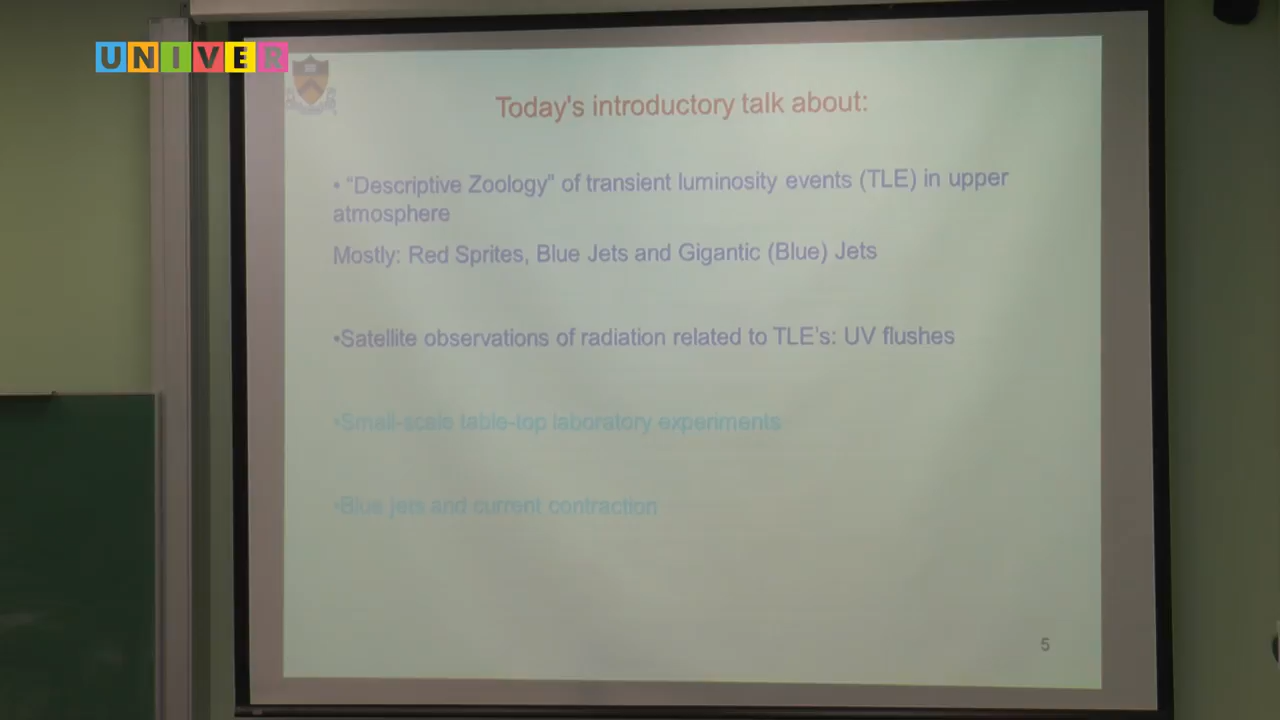 UNIVER
Today's introductory talk about:
• “Descriptive Zoology” of transient luminosity events (TLE) in upper
atmosphere
Mostly: Red Sprites, Blue Jets and Gigantic (Blue) Jets
•Satellite observations of radiation related to TLE's: UV flushes
•Small-scale table-top laboratory experiments
•Blue jets and current contraction
5